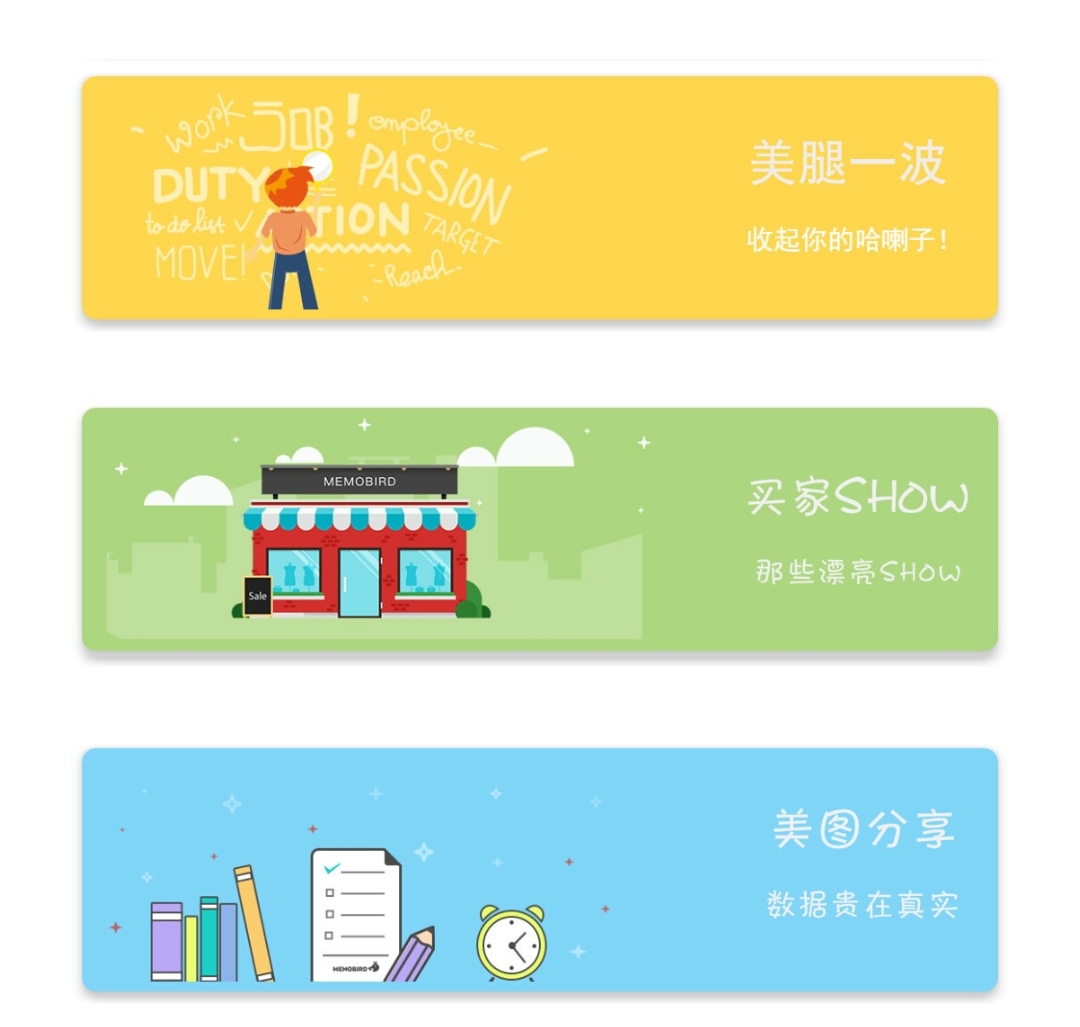 Work JOB! employee
DUTY PASSION
ACTION
to do list TARGET
MOVE! Reach
美腿一波
收起你的哈喇子!
MEMOBIRD
Sale
买家SHOW
那些漂亮SHOW
美图分享
数据贵在真实
MEMOBIRD